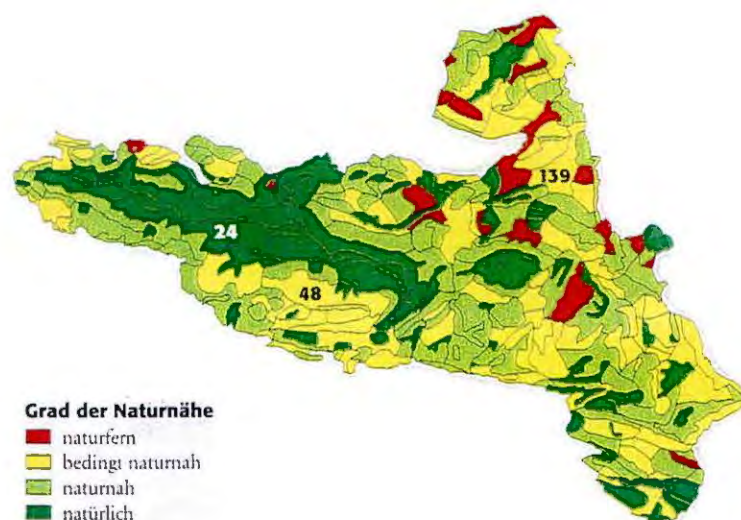 139
24
48
Grad der Naturnähe
naturfern
bedingt naturnah
naturnah
natürlich